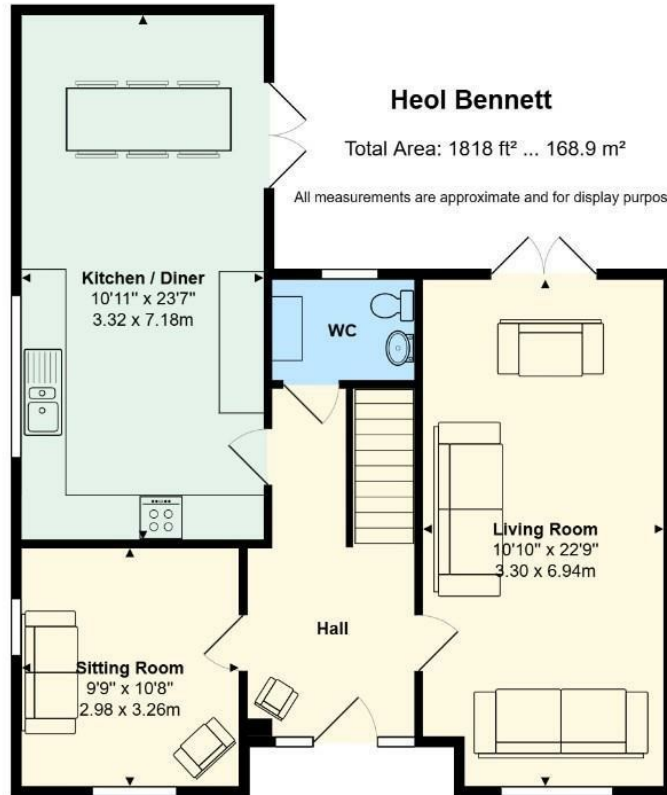 Heol Bennett
Total Area: 1818 ft² ... 168.9 m²
All measurements are approximate and for display purpos
Kitchen / Diner
10'11" x 23'7"
3.32 x 7.18m
WC
Living Room
10'10" x 22'9"
3.30 x 6.94m
Hall
Sitting Room
9'9" x 10'8"
2.98 x 3.26m